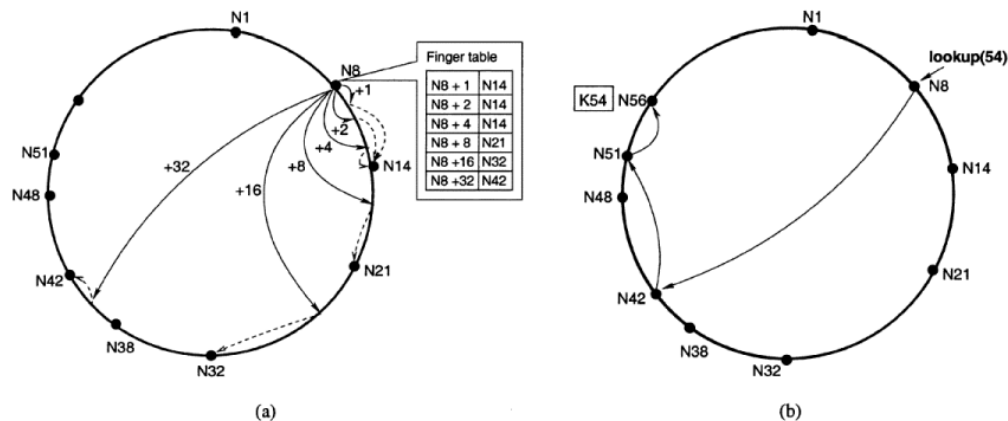 N1
N8
+1
+2
+4
+8
+16
+32
Finger table
N8 + 1 N14
N8 + 2 N14
N8 + 4 N14
N8 + 8 N21
N8 +16 N32
N8 +32 N42
N14
N21
N32
N38
N42
N48
N51
(a)
N1
lookup(54)
N8
N14
N21
N32
N38
N42
N48
N51
N56
K54
(b)